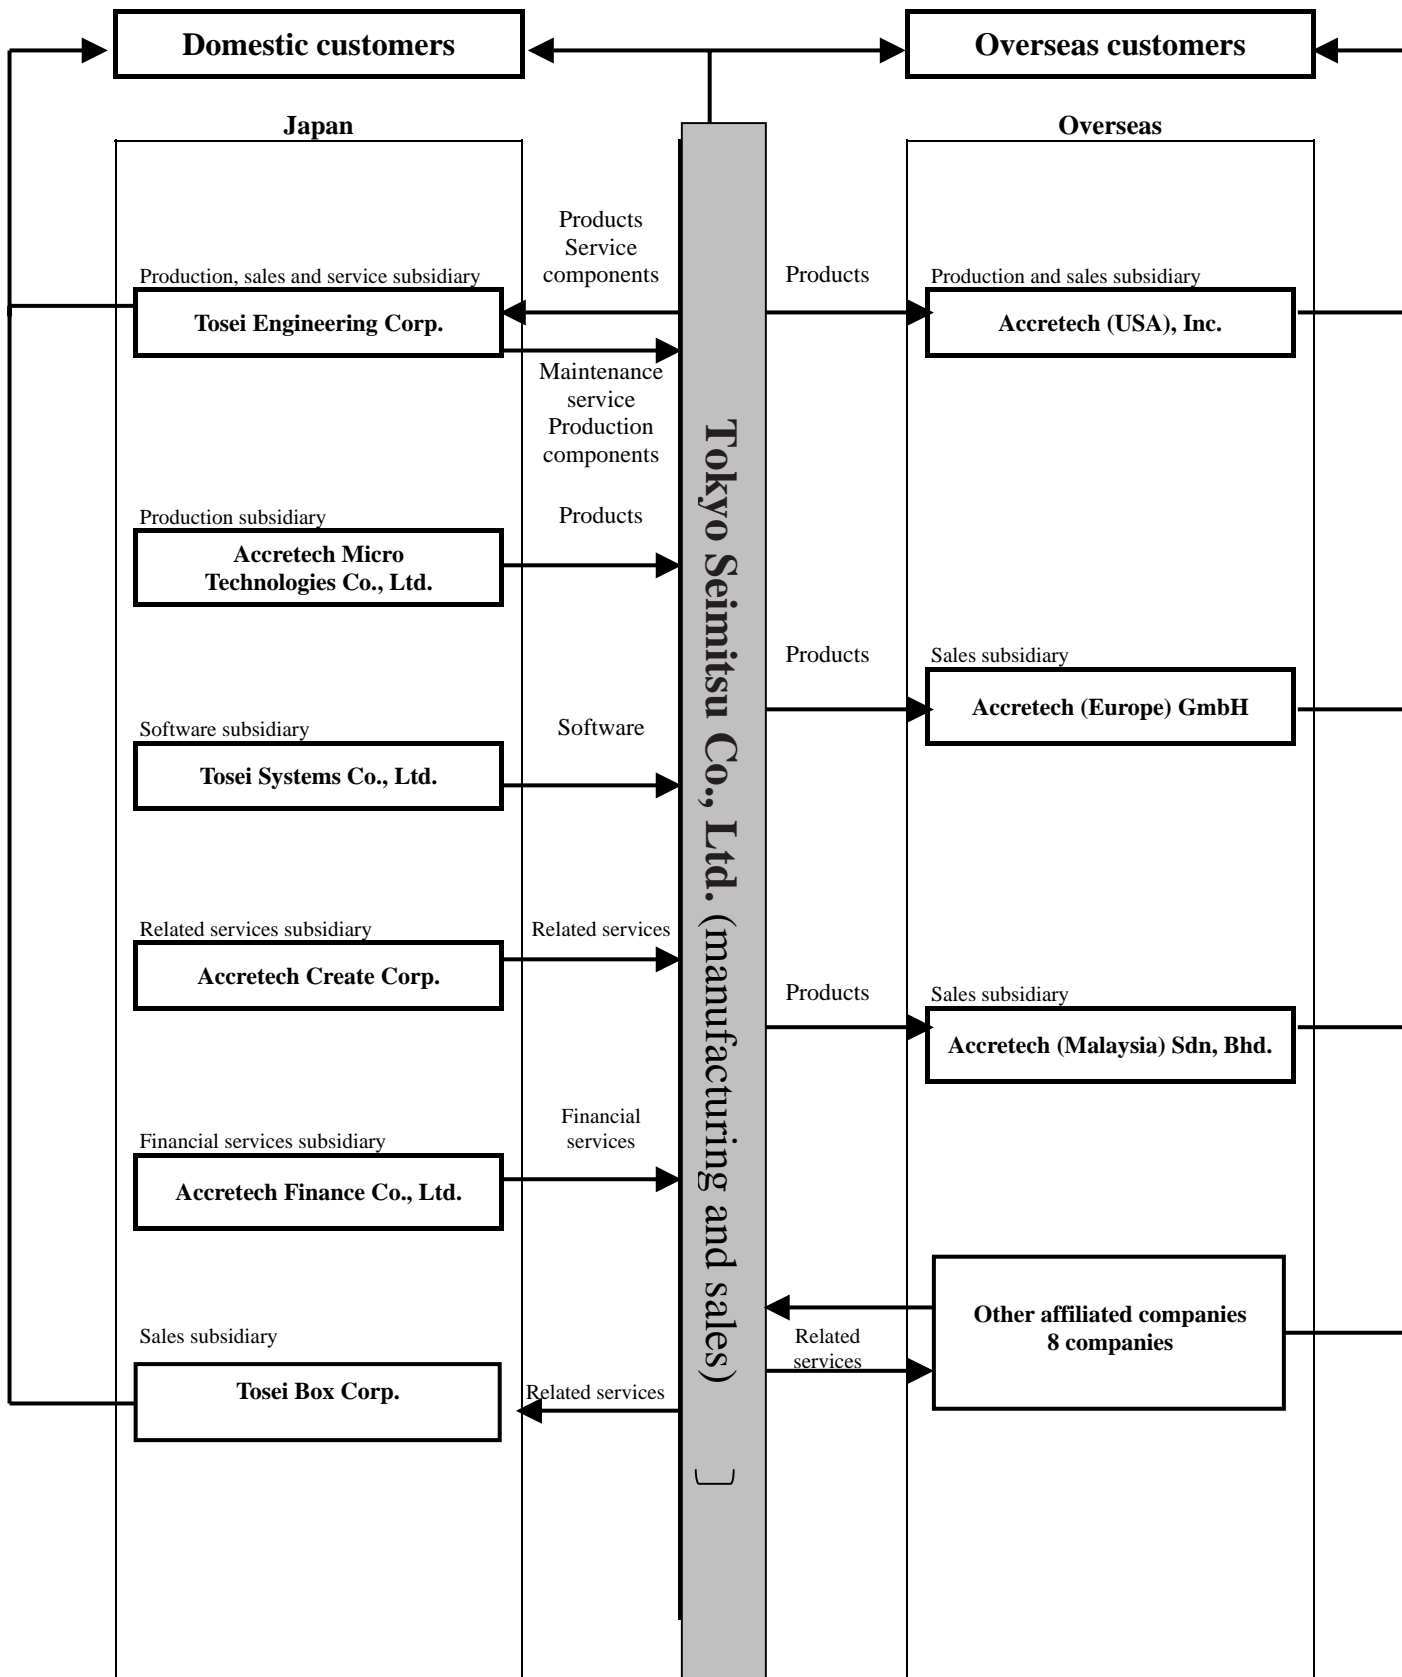 Domestic customers
Overseas customers
Japan
Overseas
Products
Service
components
Products
Production, sales and service subsidiary
Tosei Engineering Corp.
Production and sales subsidiary
Accretech (USA), Inc.
Maintenance
service
Production
components
Tokyo Seimitsu Co., Ltd. (manufacturing and sales)
Production subsidiary
Accretech Micro
Technologies Co., Ltd.
Products
Products
Sales subsidiary
Accretech (Europe) GmbH
Software subsidiary
Tosei Systems Co., Ltd.
Software
Related services subsidiary
Accretech Create Corp.
Related services
Products
Sales subsidiary
Accretech (Malaysia) Sdn, Bhd.
Financial services subsidiary
Accretech Finance Co., Ltd.
Financial
services
Other affiliated companies
8 companies
Related
services
Sales subsidiary
Tosei Box Corp.
Related services